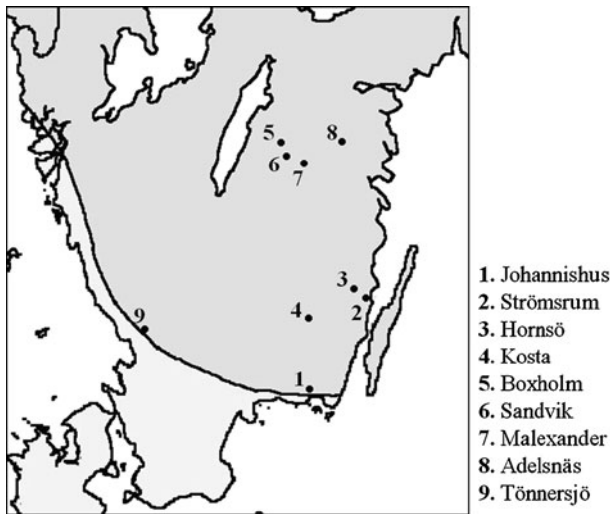 5
8
6
7
3
2
4
9
1
1. Johannishus
2. Strömsrum
3. Hornsö
4. Kosta
5. Boxholm
6. Sandvik
7. Malexander
8. Adelsnäs
9. Tönnersjö